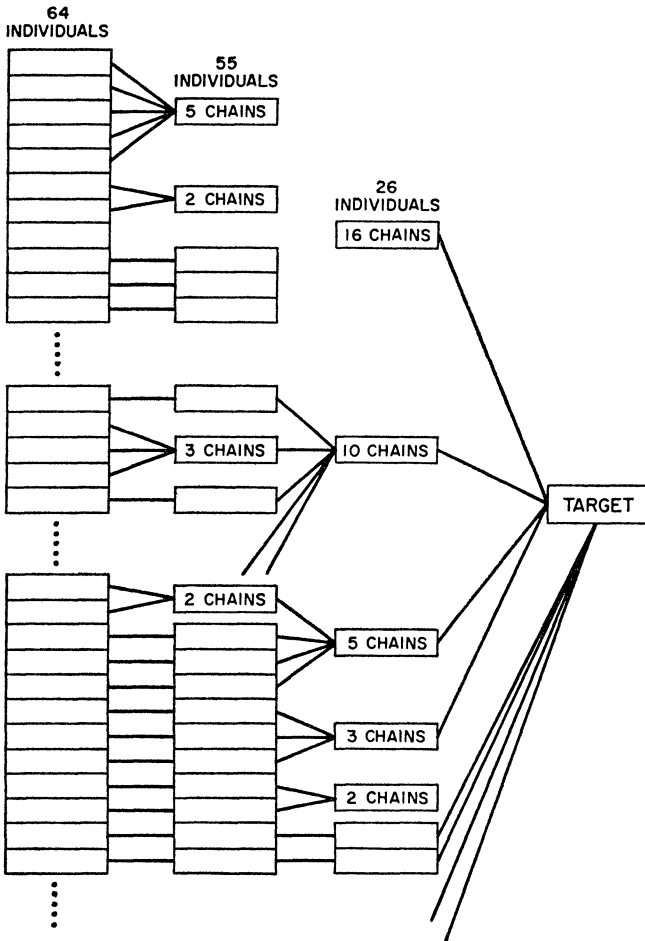 64
INDIVIDUALS
55
INDIVIDUALS
5 CHAINS
2 CHAINS
26
INDIVIDUALS
16 CHAINS
3 CHAINS
10 CHAINS
TARGET
2 CHAINS
5 CHAINS
3 CHAINS
2 CHAINS